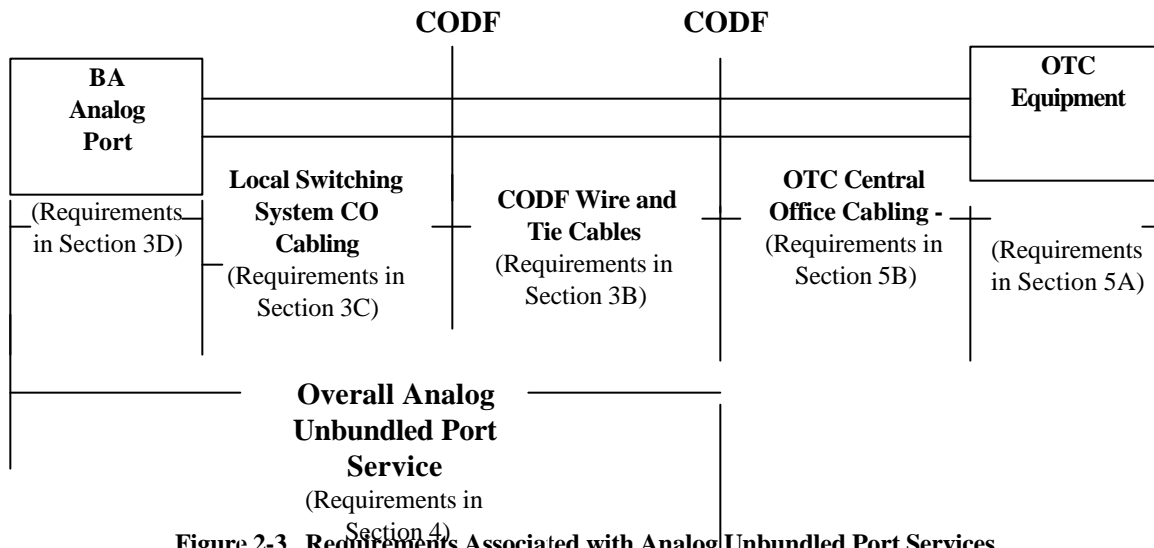 CODF
CODF
BA
Analog
Port
OTC
Equipment
(Requirements
in Section 3D)
Local Switching
System CO
Cabling
(Requirements in
Section 3C)
CODF Wire and
Tie Cables
(Requirements in
Section 3B)
OTC Central
Office Cabling -
(Requirements in
Section 5B)
(Requirements
in Section 5A)
Overall Analog
Unbundled Port
Service
(Requirements in
Section 4)
Figure 2-3 Requirements Associated with Analog Unbundled Port Services